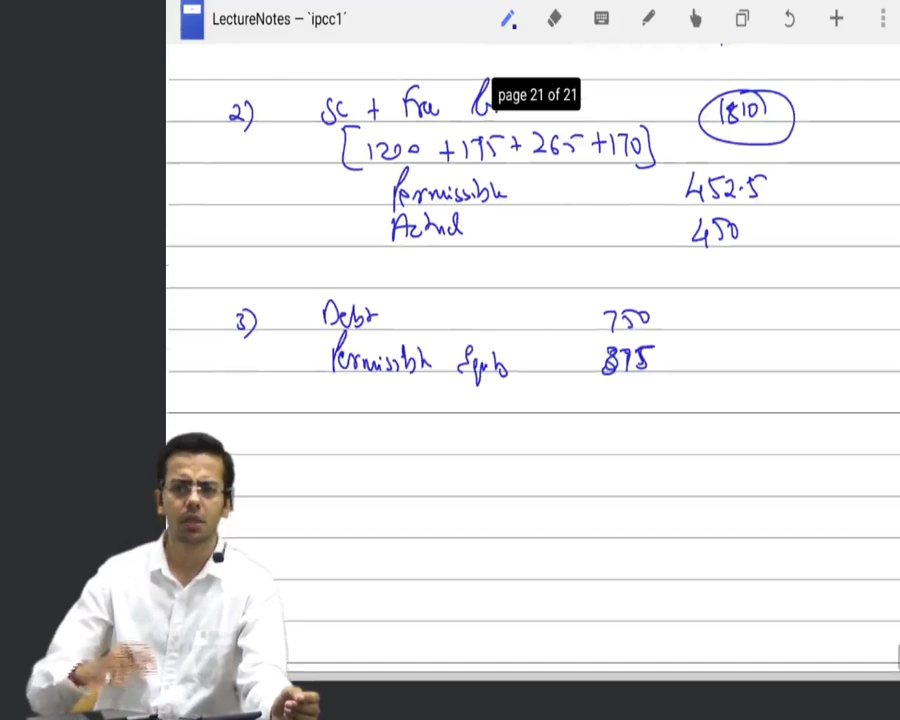 LectureNotes – `ipcc1`
page 21 of 21
2) SC + Free
(1810)
[1200 + 175 + 265 + 170]
Permissible 452.5
Actual 450
3) Debt 750
Permissible Equity 875